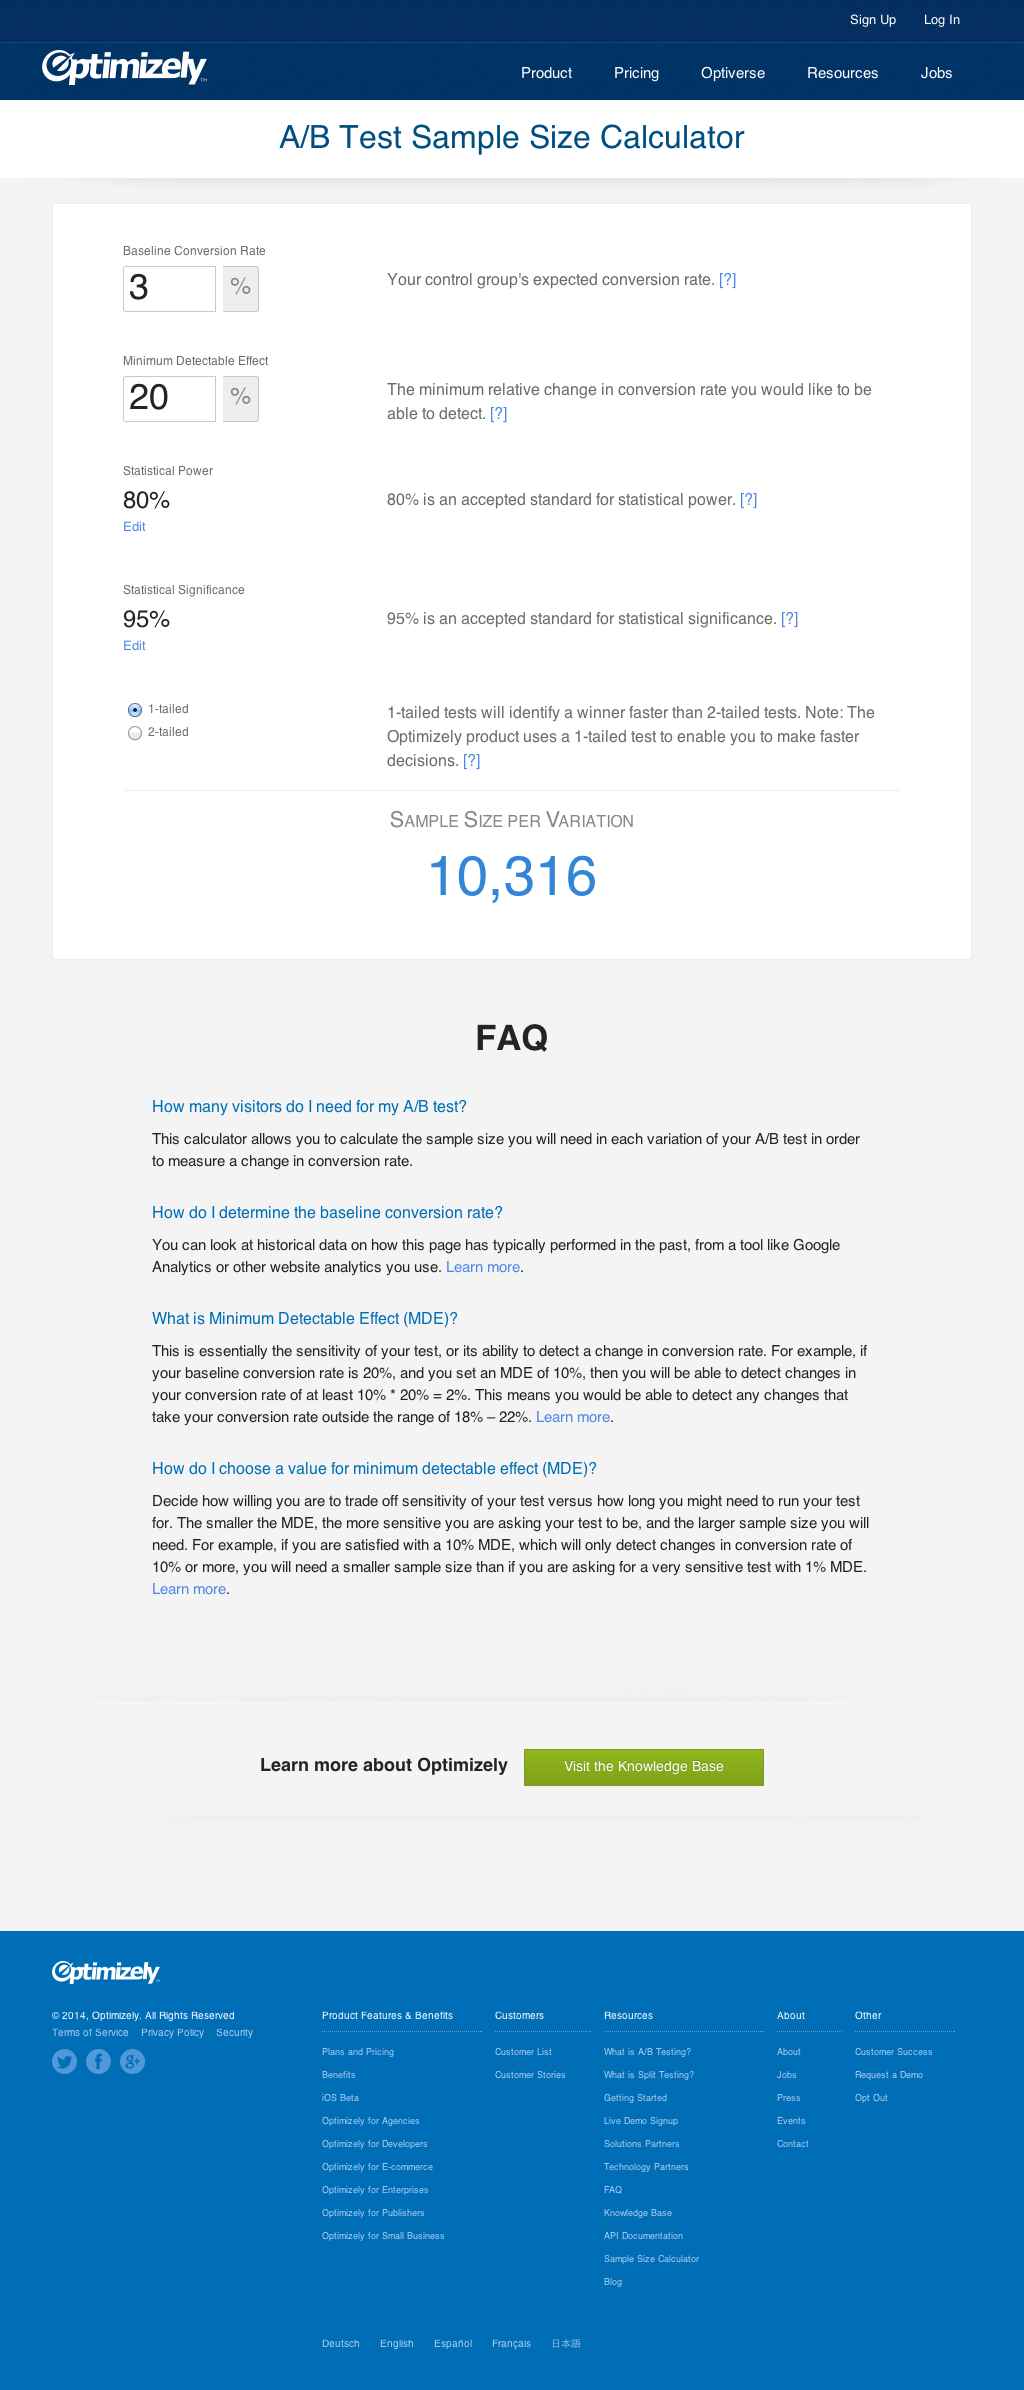 Sign Up Log In
Optimizely™
Product Pricing Optiverse Resources Jobs
A/B Test Sample Size Calculator
Baseline Conversion Rate
3 %
Your control group's expected conversion rate. [?]
Minimum Detectable Effect
20 %
The minimum relative change in conversion rate you would like to be
able to detect. [?]
Statistical Power
80%
Edit
80% is an accepted standard for statistical power. [?]
Statistical Significance
95%
Edit
95% is an accepted standard for statistical significance. [?]
1-tailed
2-tailed
1-tailed tests will identify a winner faster than 2-tailed tests. Note: The
Optimizely product uses a 1-tailed test to enable you to make faster
decisions. [?]
Sample Size per Variation
10,316
FAQ
How many visitors do I need for my A/B test?
This calculator allows you to calculate the sample size you will need in each variation of your A/B test in order
to measure a change in conversion rate.
How do I determine the baseline conversion rate?
You can look at historical data on how this page has typically performed in the past, from a tool like Google
Analytics or other website analytics you use. Learn more.
What is Minimum Detectable Effect (MDE)?
This is essentially the sensitivity of your test, or its ability to detect a change in conversion rate. For example, if
your baseline conversion rate is 20%, and you set an MDE of 10%, then you will be able to detect changes in
your conversion rate of at least 10% * 20% = 2%. This means you would be able to detect any changes that
take your conversion rate outside the range of 18% – 22%. Learn more.
How do I choose a value for minimum detectable effect (MDE)?
Decide how willing you are to trade off sensitivity of your test versus how long you might need to run your test
for. The smaller the MDE, the more sensitive you are asking your test to be, and the larger sample size you will
need. For example, if you are satisfied with a 10% MDE, which will only detect changes in conversion rate of
10% or more, you will need a smaller sample size than if you are asking for a very sensitive test with 1% MDE.
Learn more.
Learn more about Optimizely Visit the Knowledge Base
Optimizely
© 2014, Optimizely. All Rights Reserved
Terms of Service Privacy Policy Security
Product Features & Benefits
Plans and Pricing
Benefits
iOS Beta
Optimizely for Agencies
Optimizely for Developers
Optimizely for E-commerce
Optimizely for Enterprises
Optimizely for Publishers
Optimizely for Small Business
Customers
Customer List
Customer Stories
Resources
What is A/B Testing?
What is Split Testing?
Getting Started
Live Demo Signup
Solutions Partners
Technology Partners
FAQ
Knowledge Base
API Documentation
Sample Size Calculator
Blog
About
About
Jobs
Press
Events
Contact
Other
Customer Success
Request a Demo
Opt Out
Deutsch English Español Français 日本語